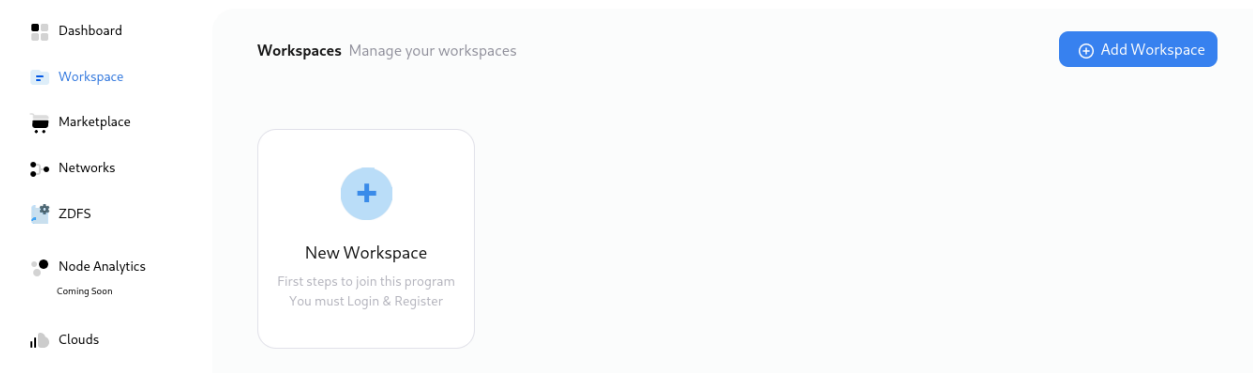 Dashboard
Workspace
Marketplace
Networks
ZDFS
Node Analytics
Coming Soon
Clouds
Workspaces Manage your workspaces
Add Workspace
New Workspace
First steps to join this program
You must Login & Register